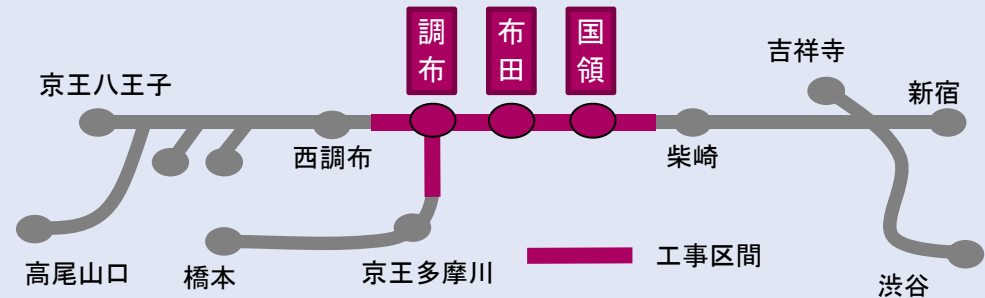 調布
布田
国領
吉祥寺
京王八王子
新宿
西調布
柴崎
工事区間
高尾山口
橋本
京王多摩川
渋谷